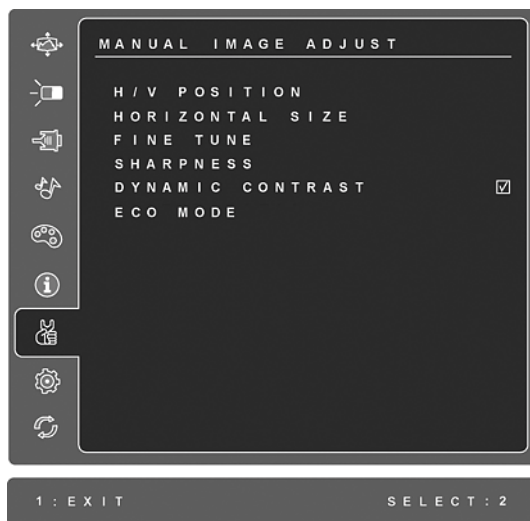 MANUAL IMAGE ADJUST
H/V POSITION
HORIZONTAL SIZE
FINE TUNE
SHARPNESS
DYNAMIC CONTRAST
ECO MODE
1:EXIT SELECT:2